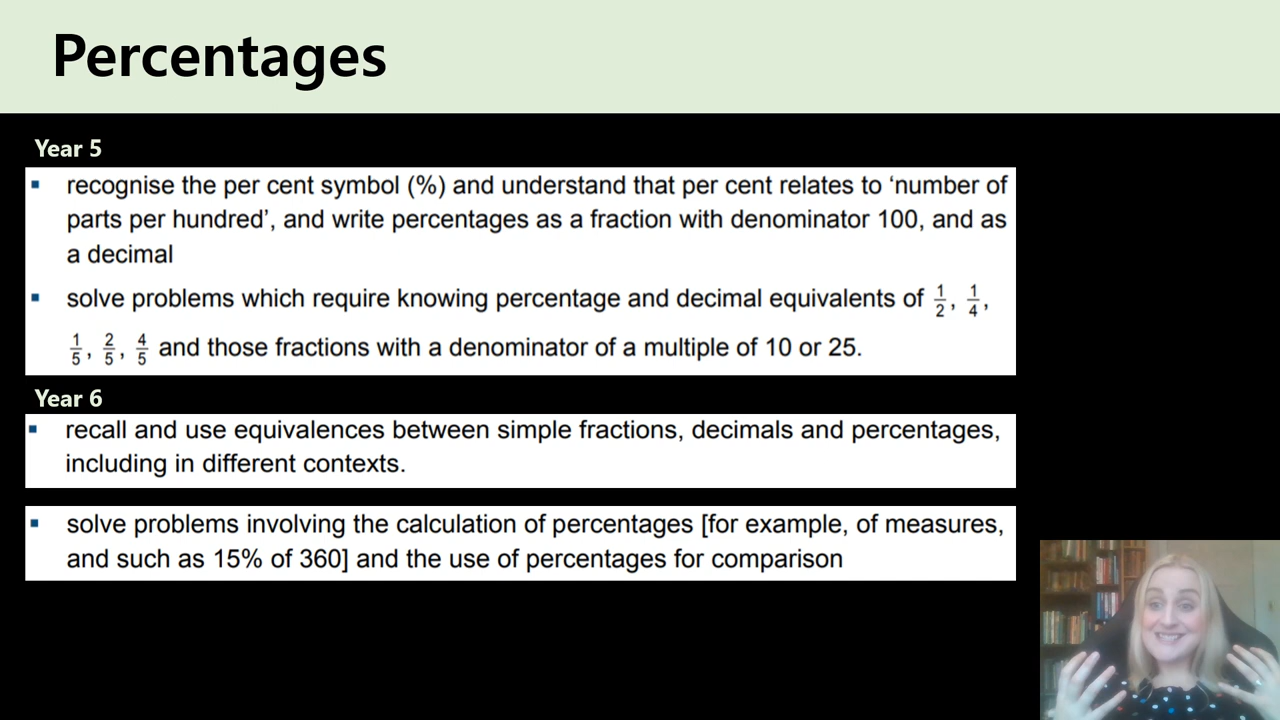 Percentages
Year 5
▪ recognise the per cent symbol (%) and understand that per cent relates to ‘number of
parts per hundred’, and write percentages as a fraction with denominator 100, and as
a decimal
▪ solve problems which require knowing percentage and decimal equivalents of 1/2, 1/4,
1/5, 2/5, 4/5 and those fractions with a denominator of a multiple of 10 or 25.
Year 6
▪ recall and use equivalences between simple fractions, decimals and percentages,
including in different contexts.
▪ solve problems involving the calculation of percentages [for example, of measures,
and such as 15% of 360] and the use of percentages for comparison